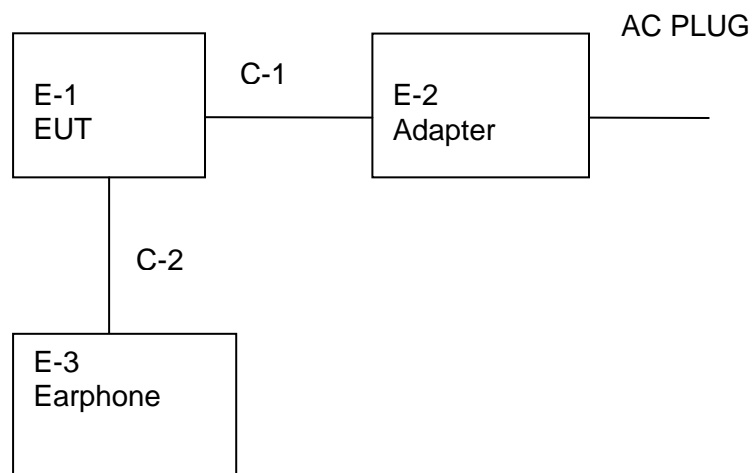 AC PLUG
C-1
E-1
EUT
E-2
Adapter
C-2
E-3
Earphone